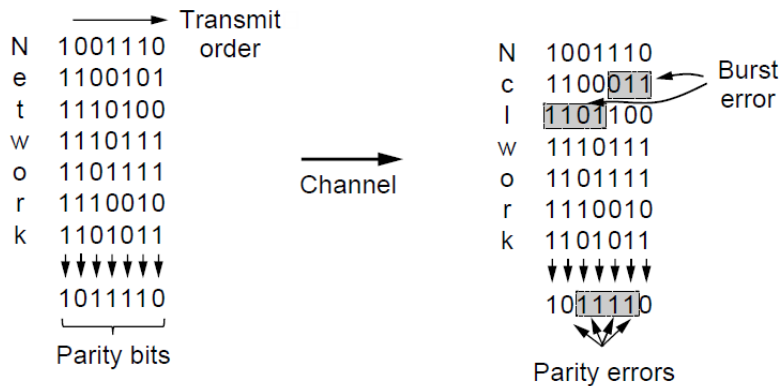 Transmit
order
N 1001110
e 1100101
t 1110100
w 1110111
o 1101111
r 1110010
k 1101011
1011110
Parity bits
Channel
N 1001110
c 1100011
l 1101100
w 1110111
o 1101111
r 1110010
k 1101011
1011110
Parity errors
Burst
error